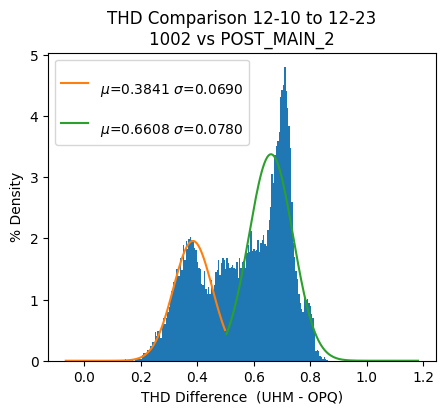 THD Comparison 12-10 to 12-23
1002 vs POST_MAIN_2
μ=0.3841 σ=0.0690
μ=0.6608 σ=0.0780
% Density
5
4
3
2
1
0
0.0 0.2 0.4 0.6 0.8 1.0 1.2
THD Difference (UHM - OPQ)